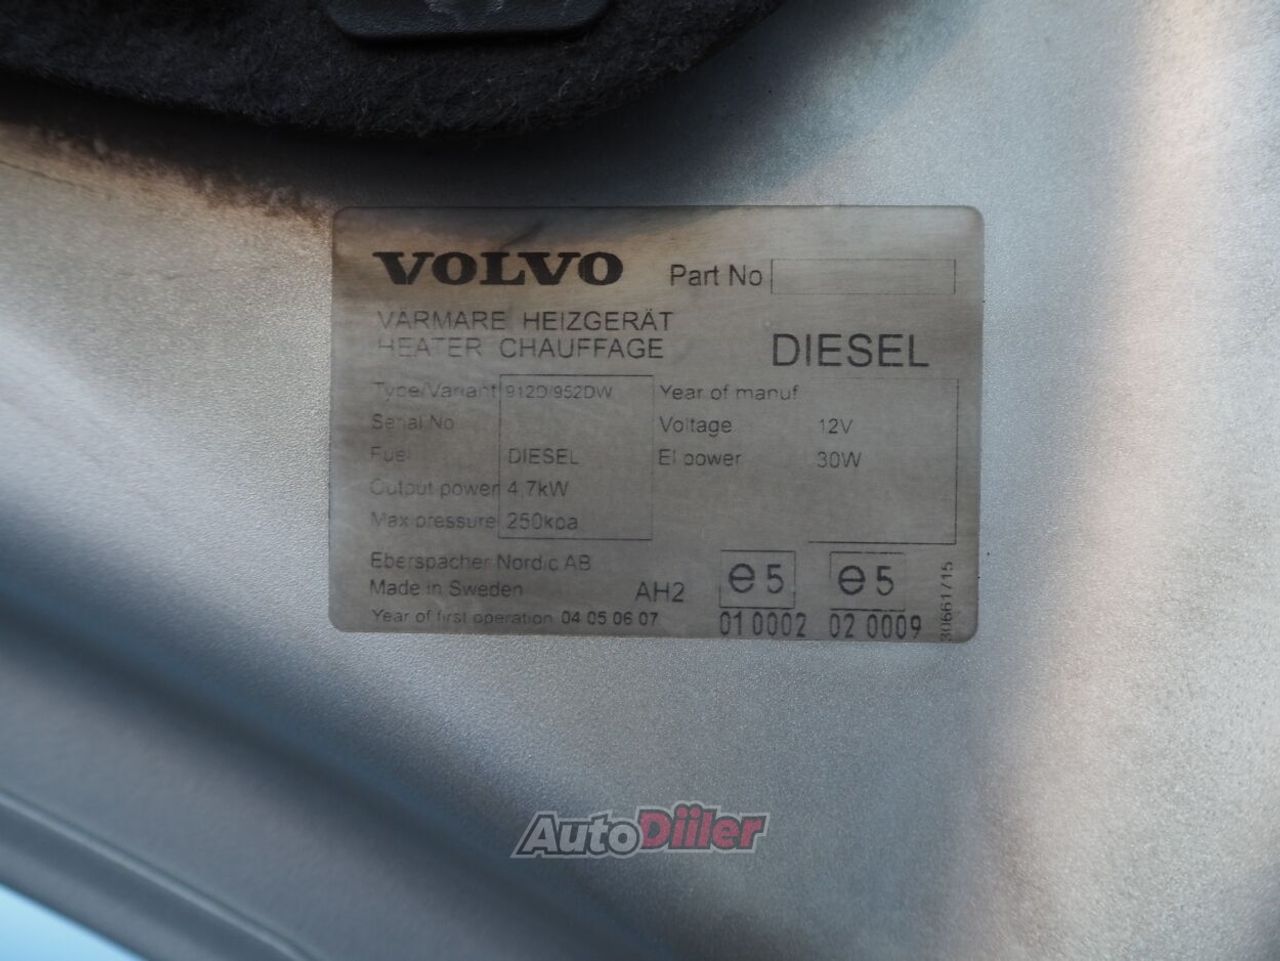 VOLVO Part No
VÄRMARE HEIZGERÄT
HEATER CHAUFFAGE
DIESEL
Type/Variant 912D/952DW Year of manuf
Serial No Voltage 12V
Fuel DIESEL El power 30W
Output power 4,7kW
Max pressure 250kpa
Eberspacher Nordic AB
Made in Sweden AH2 e5 e5
Year of first operation 04 05 06 07 01 0002 02 0009
30661715
AutoDiiler